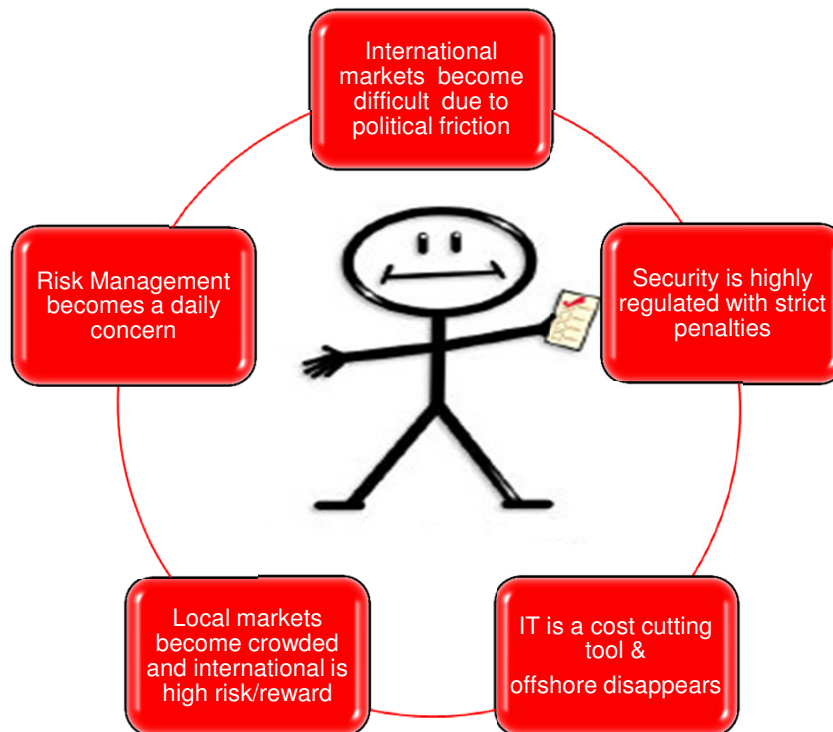 International
markets become
difficult due to
political friction
Security is highly
regulated with strict
penalties
IT is a cost cutting
tool &
offshore disappears
Local markets
become crowded
and international is
high risk/reward
Risk Management
becomes a daily
concern